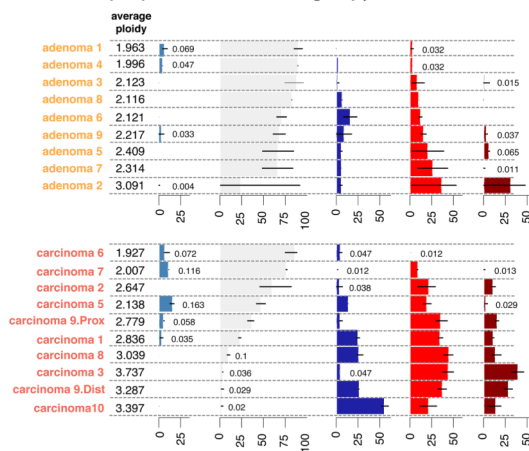 average
ploidy
adenoma 1 1.963 0.069 0.032
adenoma 4 1.996 0.047 0.032
adenoma 3 2.123 0.015
adenoma 8 2.116
adenoma 6 2.121
adenoma 9 2.217 0.033 0.037
adenoma 5 2.409 0.065
adenoma 7 2.314 0.011
adenoma 2 3.091 0.004
0 25 0 25 50 75 100 0 25 50 0 25 50 0 25 50
carcinoma 6 1.927 0.072 0.047 0.012
carcinoma 7 2.007 0.116 0.012 0.013
carcinoma 2 2.647 0.038
carcinoma 5 2.138 0.163 0.029
carcinoma 9.Prox 2.779 0.058
carcinoma 1 2.836 0.035
carcinoma 8 3.039 0.1
carcinoma 3 3.737 0.036 0.047
carcinoma 9.Dist 3.287 0.029
carcinoma10 3.397 0.02
0 25 0 25 50 75 100 0 25 50 0 25 50 0 25 50